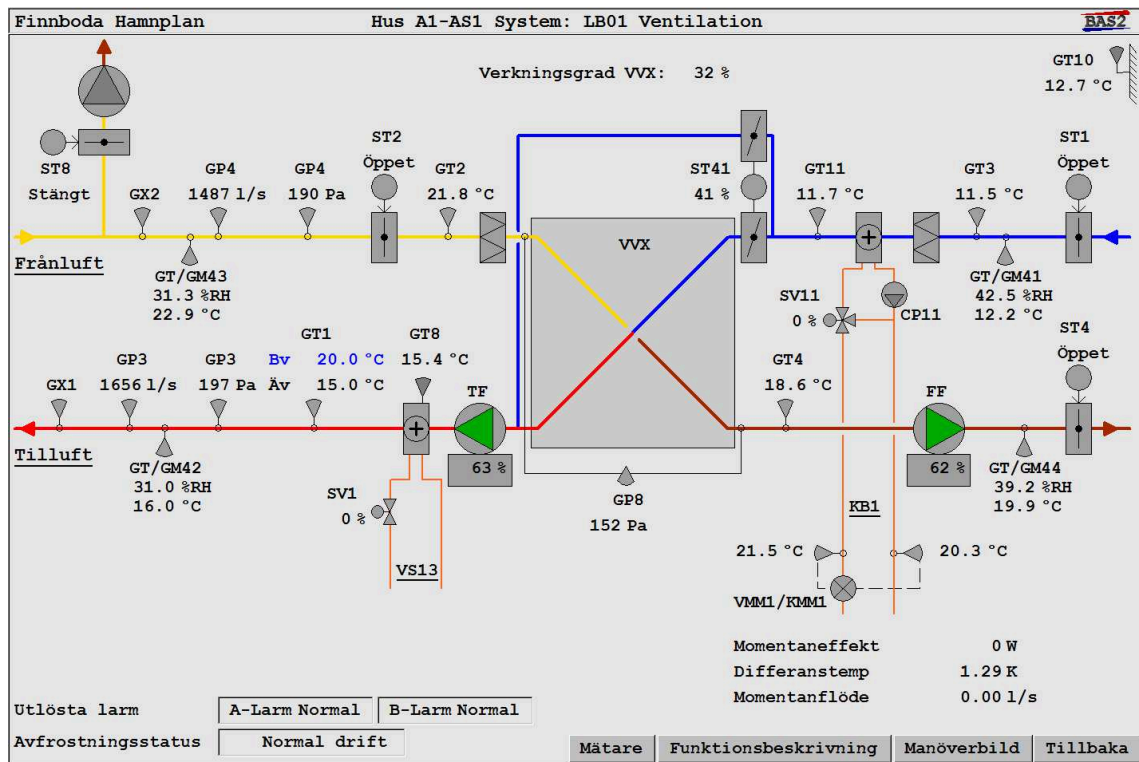 Finnboda Hamnplan
Hus A1-AS1 System: LB01 Ventilation
BAS2
Verkningsgrad VVX: 32 %
GT10
12.7 °C
ST8
Stängt
GX2
GP4
1487 l/s
GP4
190 Pa
ST2
Öppet
GT2
21.8 °C
ST41
41 %
GT11
11.7 °C
GT3
11.5 °C
ST1
Öppet
VVX
Frånluft
GT/GM43
31.3 %RH
22.9 °C
SV11
0 %
CP11
GT/GM41
42.5 %RH
12.2 °C
ST4
Öppet
GX1
GP3
1656 l/s
GP3
197 Pa
GT1
Bv 20.0 °C
Äv 15.0 °C
GT8
15.4 °C
TF
63 %
GT4
18.6 °C
FF
62 %
Tilluft
GT/GM42
31.0 %RH
16.0 °C
SV1
0 %
VS13
GP8
152 Pa
KB1
GT/GM44
39.2 %RH
19.9 °C
21.5 °C
20.3 °C
VMM1/KMM1
Momentaneffekt 0 W
Differanstemp 1.29 K
Momentanflöde 0.00 l/s
Utlösta larm A-Larm Normal B-Larm Normal
Avfrostningsstatus Normal drift
Mätare Funktionsbeskrivning Manöverbild Tillbaka